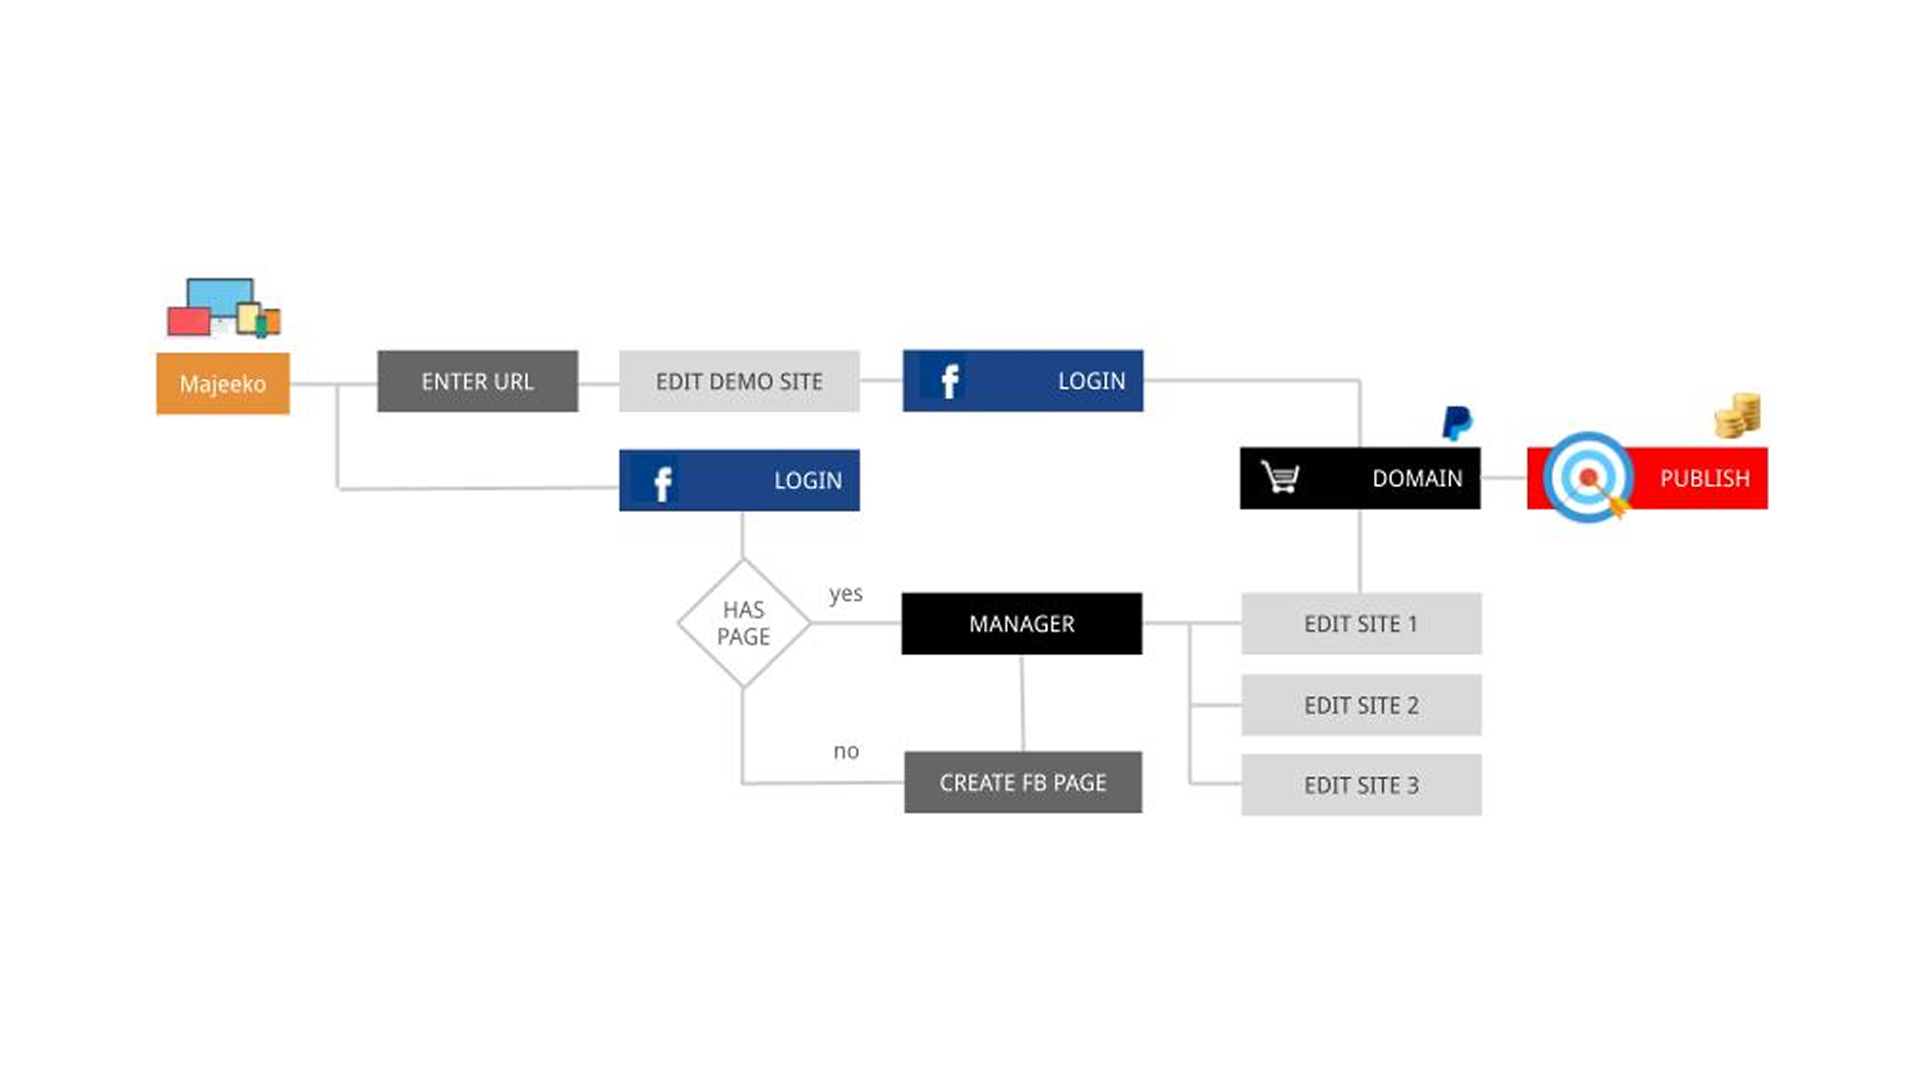 Majeeko
ENTER URL
EDIT DEMO SITE
LOGIN
LOGIN
DOMAIN
PUBLISH
HAS
PAGE
yes
MANAGER
EDIT SITE 1
EDIT SITE 2
no
CREATE FB PAGE
EDIT SITE 3